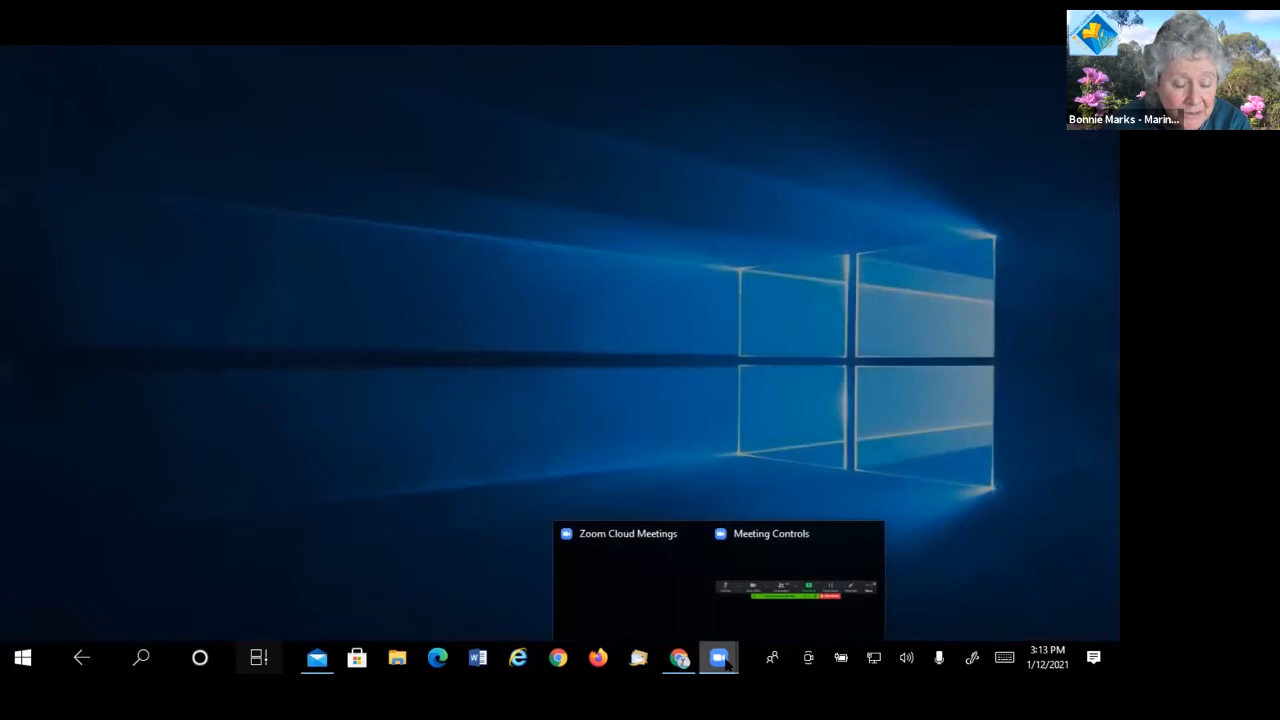 Bonnie Marks - Marin...
Zoom Cloud Meetings
Meeting Controls
3:13 PM
1/12/2021